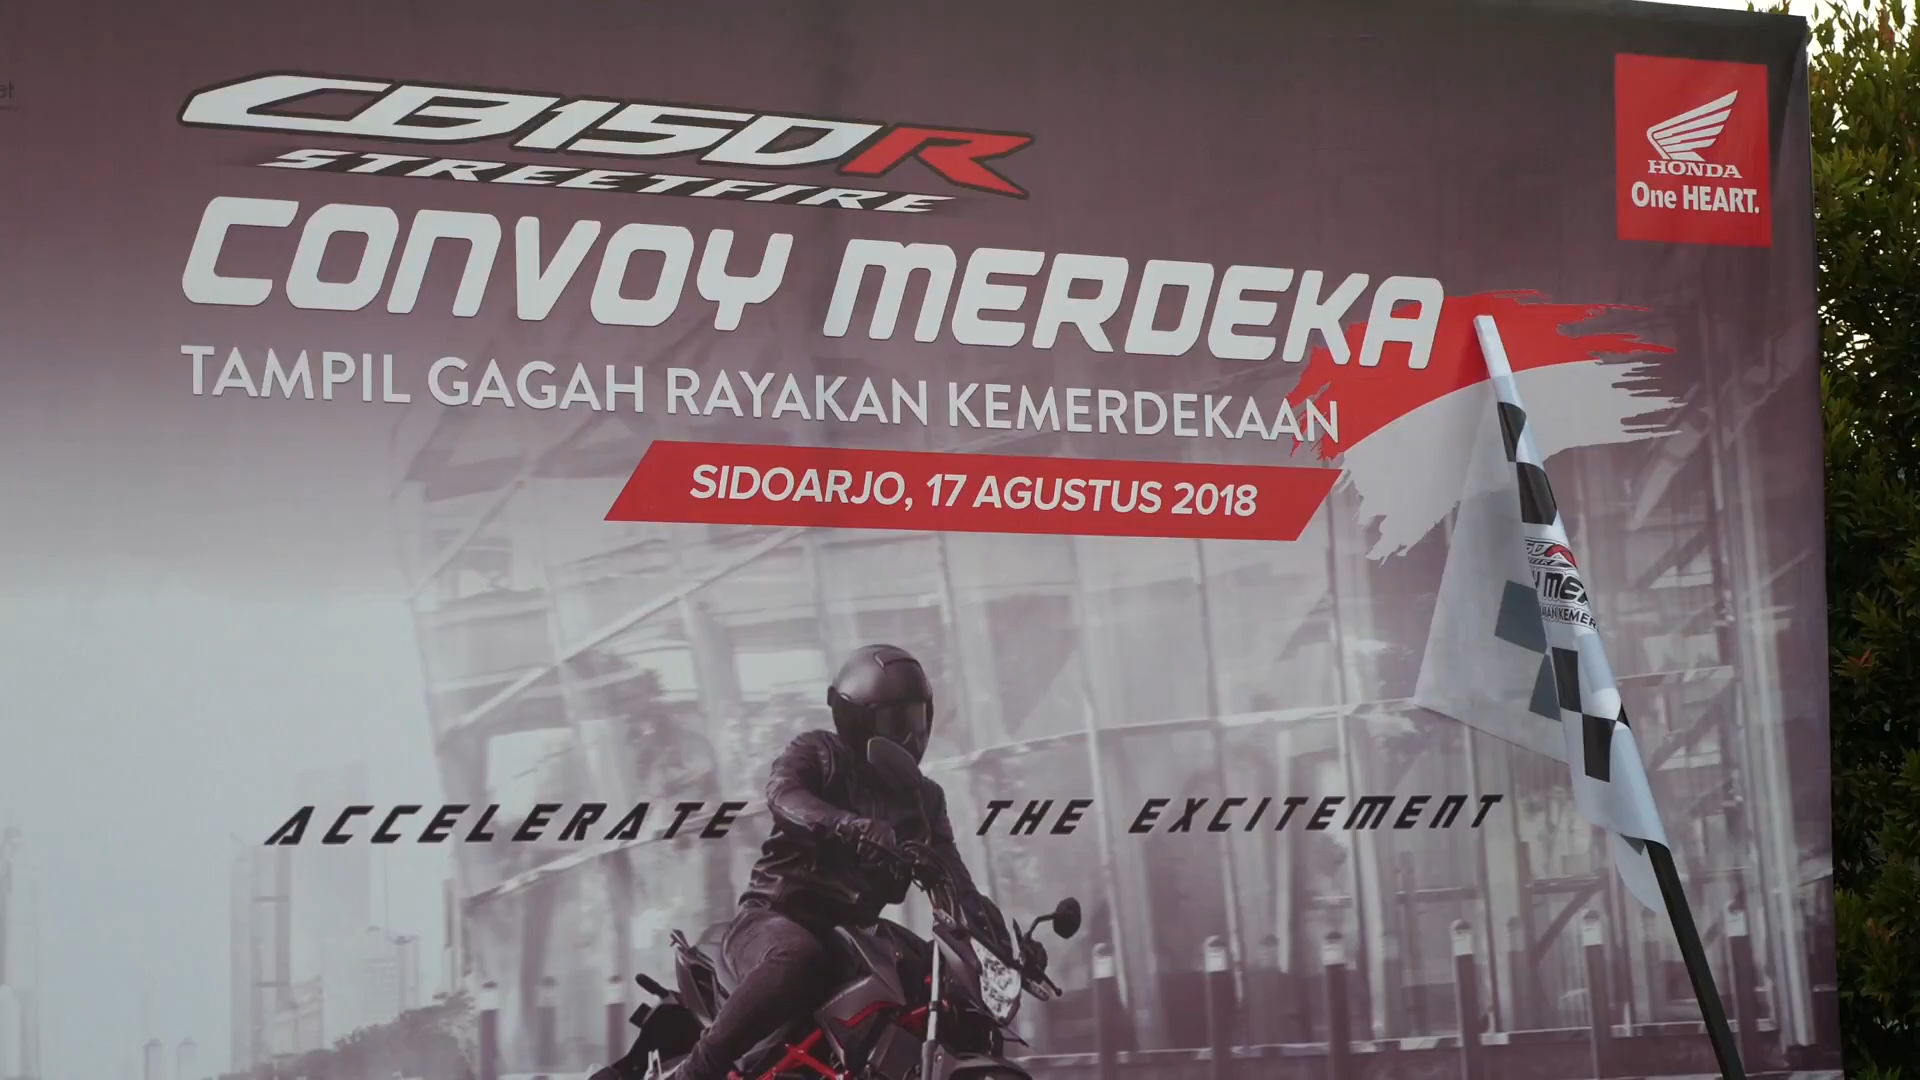 CB150R
STREETFIRE
CONVOY MERDEKA
TAMPIL GAGAH RAYAKAN KEMERDEKAAN
SIDOARJO, 17 AGUSTUS 2018
HONDA
One HEART.
ACCELERATE THE EXCITEMENT